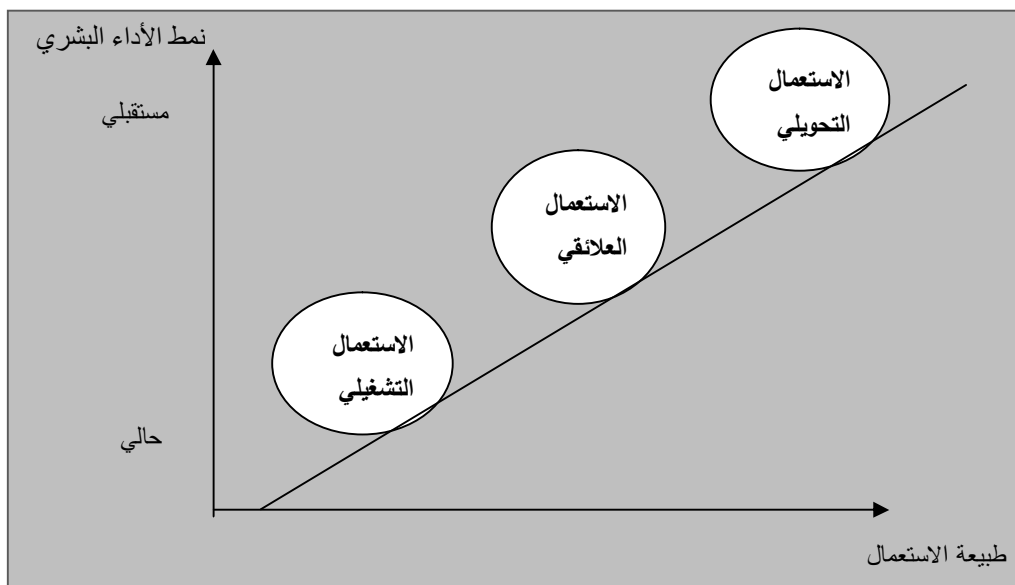 نمط الأداء البشري
مستقبلي
الاستعمال
التحويلي
الاستعمال
العلائقي
الاستعمال
التشغيلي
حالي
طبيعة الاستعمال